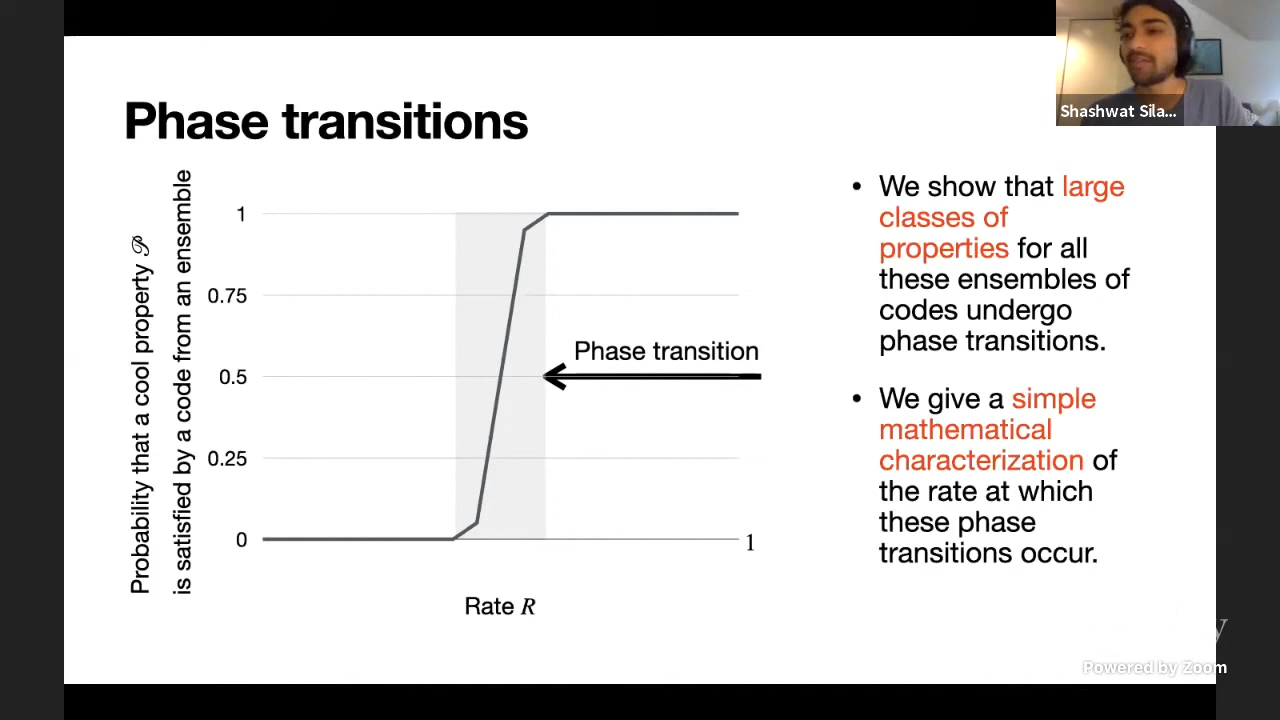 Phase transitions
Shashwat Sila...
Probability that a cool property 𝒫
is satisfied by a code from an ensemble
1
0.75
0.5
0.25
0
Phase transition
1
Rate R
• We show that large
classes of
properties for all
these ensembles of
codes undergo
phase transitions.
• We give a simple
mathematical
characterization of
the rate at which
these phase
transitions occur.
Powered by Zoom